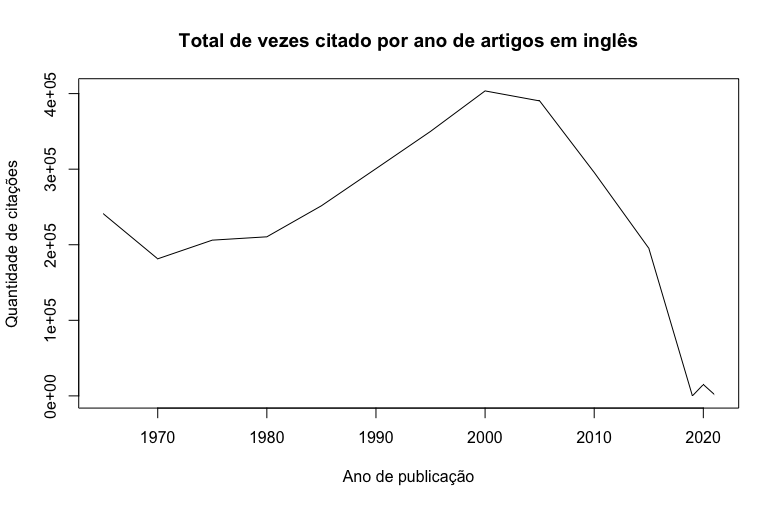 Total de vezes citado por ano de artigos em inglês
Quantidade de citações
4e+05
3e+05
2e+05
1e+05
0e+00
1970 1980 1990 2000 2010 2020
Ano de publicação